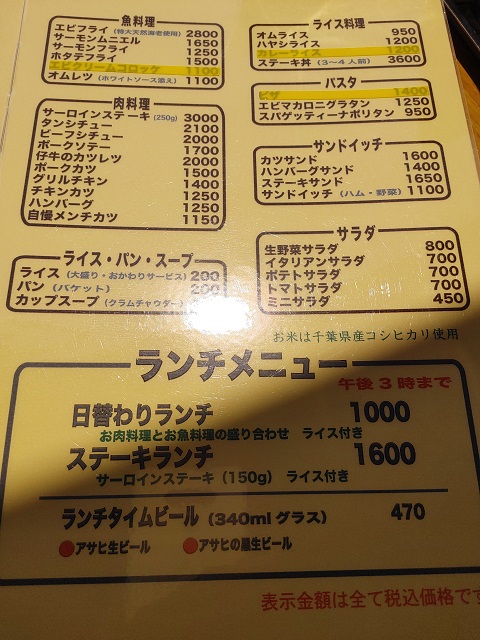 魚料理
エビフライ (特大天然海老使用) 2800
サーモンムニエル 1650
サーモンフライ 1250
ホタテフライ 1500
エビクリームコロッケ 1100
オムレツ (ホワイトソース添え) 1100
肉料理
サーロインステーキ (250g) 3000
タンシチュー 2100
ビーフシチュー 2000
ポークソテー 1700
仔牛のカツレツ 2000
ポークカツ 1500
グリルチキン 1400
チキンカツ 1250
ハンバーグ 1250
自慢メンチカツ 1150
ライス・パン・スープ
ライス (大盛り・おかわりサービス) 200
パン (バケット) 200
カップスープ (クラムチャウダー)
ライス料理
オムライス 950
ハヤシライス 1200
カレーライス 1200
ステーキ丼 (3〜4人前) 3600
パスタ
ピザ 1400
エビマカロニグラタン 1250
スパゲッティーナポリタン 950
サンドイッチ
カツサンド 1600
ハンバーグサンド 1400
ステーキサンド 1650
サンドイッチ (ハム・野菜) 1100
サラダ
生野菜サラダ 800
イタリアンサラダ 700
ポテトサラダ 700
トマトサラダ 700
ミニサラダ 450
お米は千葉県産コシヒカリ使用
ランチメニュー
午後3時まで
日替わりランチ 1000
お肉料理とお魚料理の盛り合わせ ライス付き
ステーキランチ 1600
サーロインステーキ (150g) ライス付き
ランチタイムビール (340mlグラス) 470
●アサヒ生ビール ●アサヒの黒生ビール
表示金額は全て税込価格です